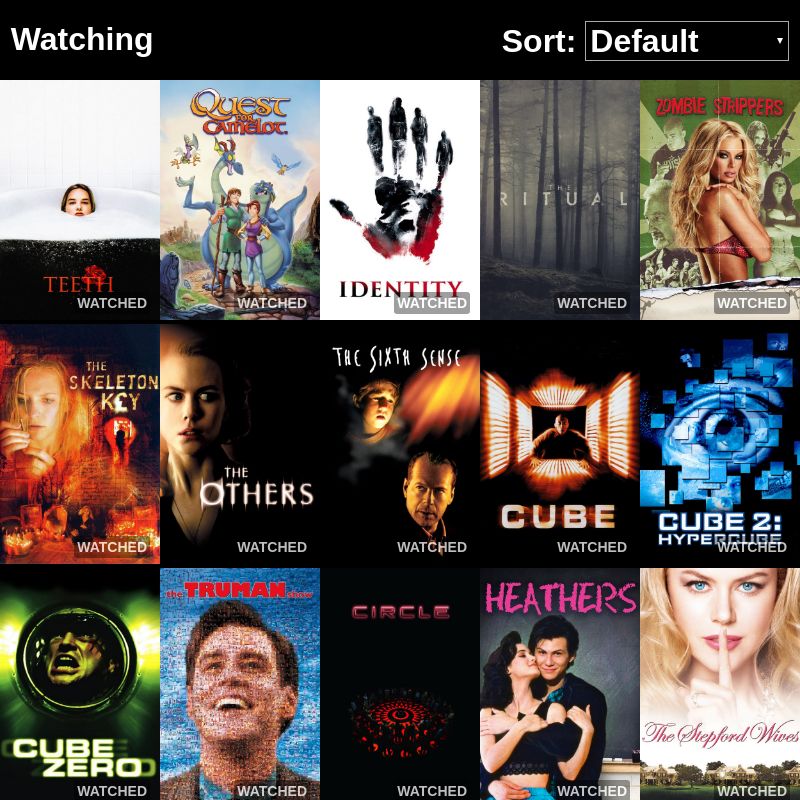 Watching
Sort: Default
TEETH
WATCHED
QUEST
FOR
CAMELOT
WATCHED
IDENTITY
WATCHED
THE
RITUAL
WATCHED
ZOMBIE STRIPPERS
WATCHED
THE
SKELETON
KEY
WATCHED
THE
OTHERS
WATCHED
THE SIXTH SENSE
WATCHED
CUBE
WATCHED
CUBE 2:
HYPERCUBE
WATCHED
CUBE
ZERO
WATCHED
the TRUMAN show
WATCHED
CIRCLE
WATCHED
HEATHERS
WATCHED
The Stepford Wives
WATCHED